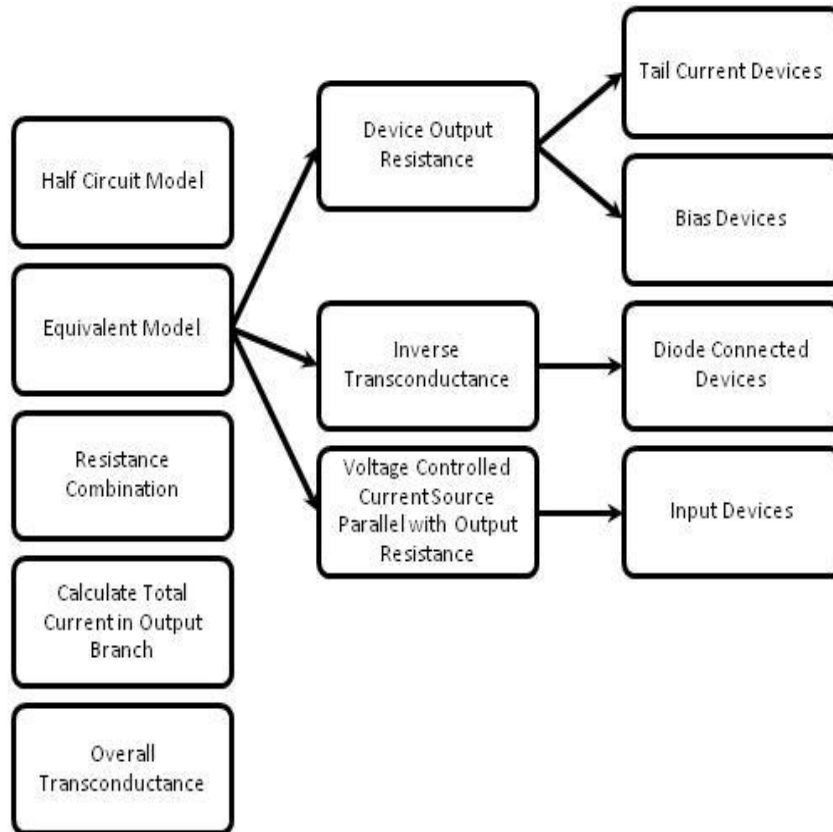 Half Circuit Model
Equivalent Model
Resistance
Combination
Calculate Total
Current in Output
Branch
Overall
Transconductance
Device Output
Resistance
Inverse
Transconductance
Voltage Controlled
Current Source
Parallel with Output
Resistance
Tail Current Devices
Bias Devices
Diode Connected
Devices
Input Devices